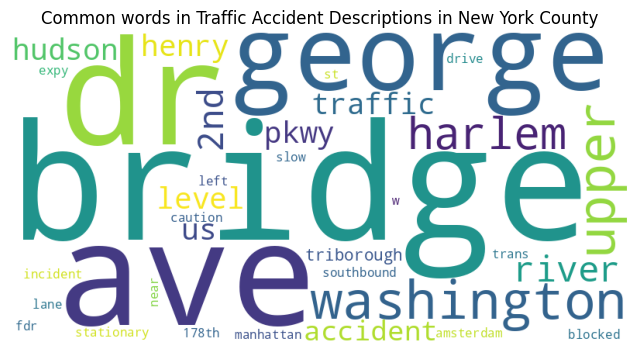 Common words in Traffic Accident Descriptions in New York County
hudson
henry
george
expy
dr
st
drive
2nd
traffic
pkwy
harlem
upper
bridge
slow
left
level
w
caution
us
ave
triborough
trans
southbound
river
incident
near
washington
lane
fdr
stationary
178th
manhattan
accident
amsterdam
blocked